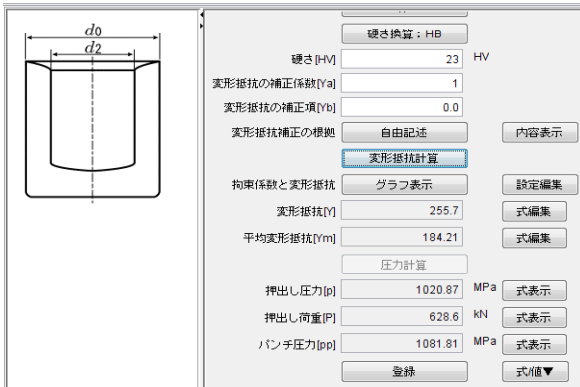 d0
d2
硬さ換算:HB
硬さ[HV] 23 HV
変形抵抗の補正係数[Ya] 1
変形抵抗の補正項[Yb] 0.0
変形抵抗補正の根拠 自由記述 内容表示
変形抵抗計算
拘束係数と変形抵抗 グラフ表示 設定編集
変形抵抗[Y] 255.7 式編集
平均変形抵抗[Ym] 184.21 式編集
圧力計算
押出し圧力[p] 1020.87 MPa 式表示
押出し荷重[P] 628.6 kN 式表示
パンチ圧力[pp] 1081.81 MPa 式表示
登録 式/値▼